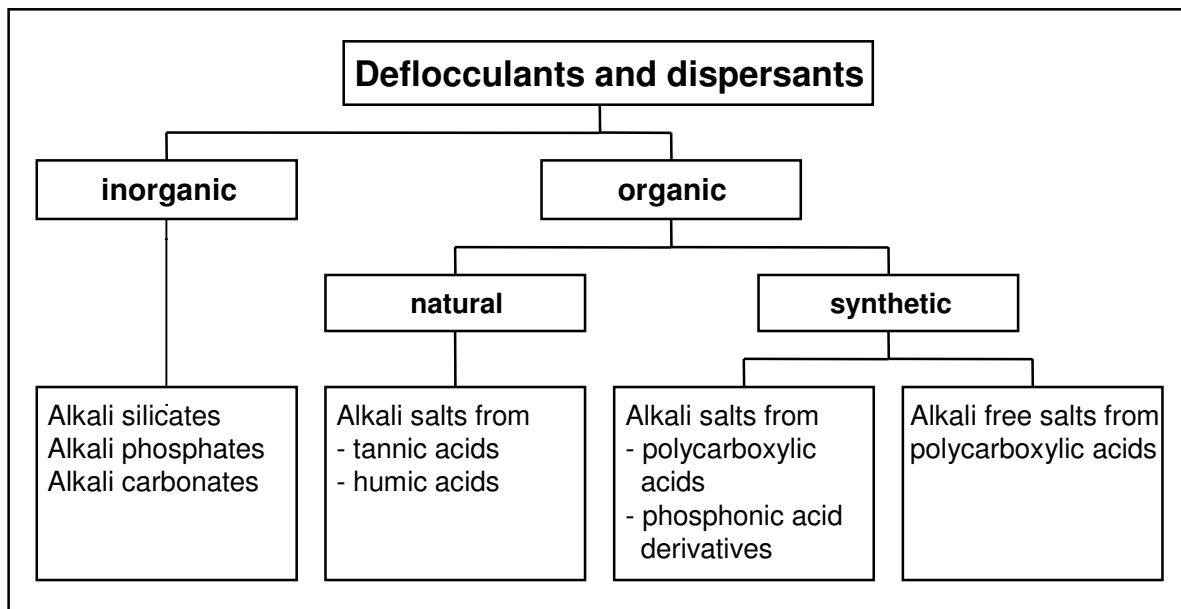 Deflocculants and dispersants
inorganic
organic
natural
synthetic
Alkali silicates
Alkali phosphates
Alkali carbonates
Alkali salts from
- tannic acids
- humic acids
Alkali salts from
- polycarboxylic
acids
- phosphonic acid
derivatives
Alkali free salts from
polycarboxylic acids